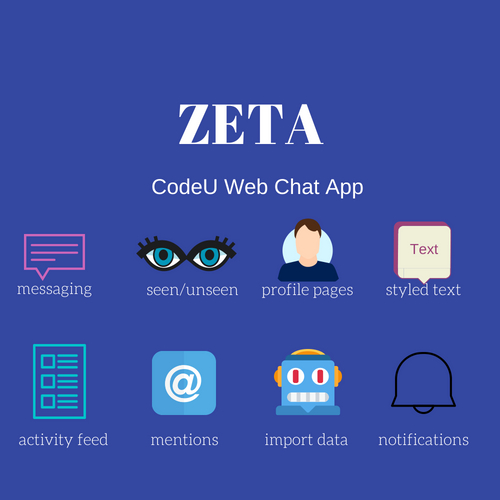 ZETA
CodeU Web Chat App
Text
messaging seen/unseen profile pages styled text
@
activity feed mentions import data notifications